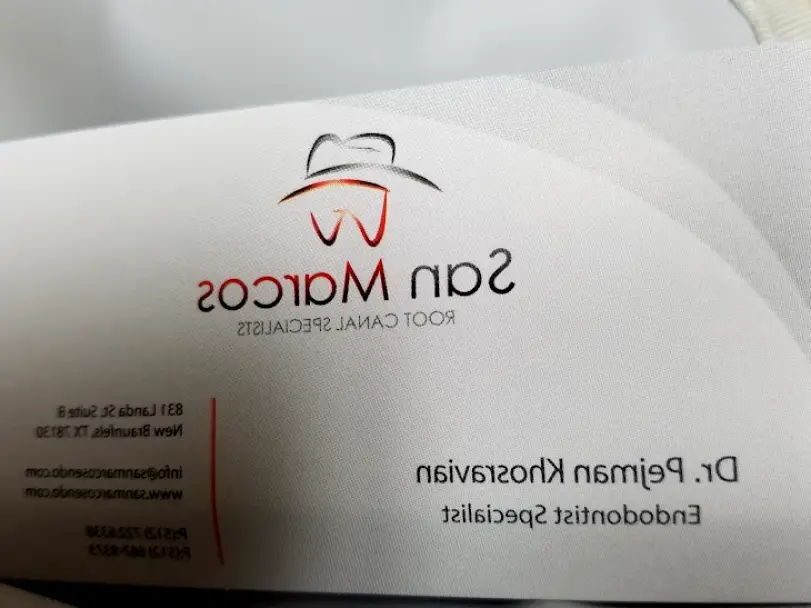 San Marcos
ROOT CANAL SPECIALISTS
Dr. Pejman Khosravian
Endodontist Specialist
831 Landa St. Suite B
New Braunfels, TX 78130
info@sanmarcosendo.com
www.sanmarcosendo.com